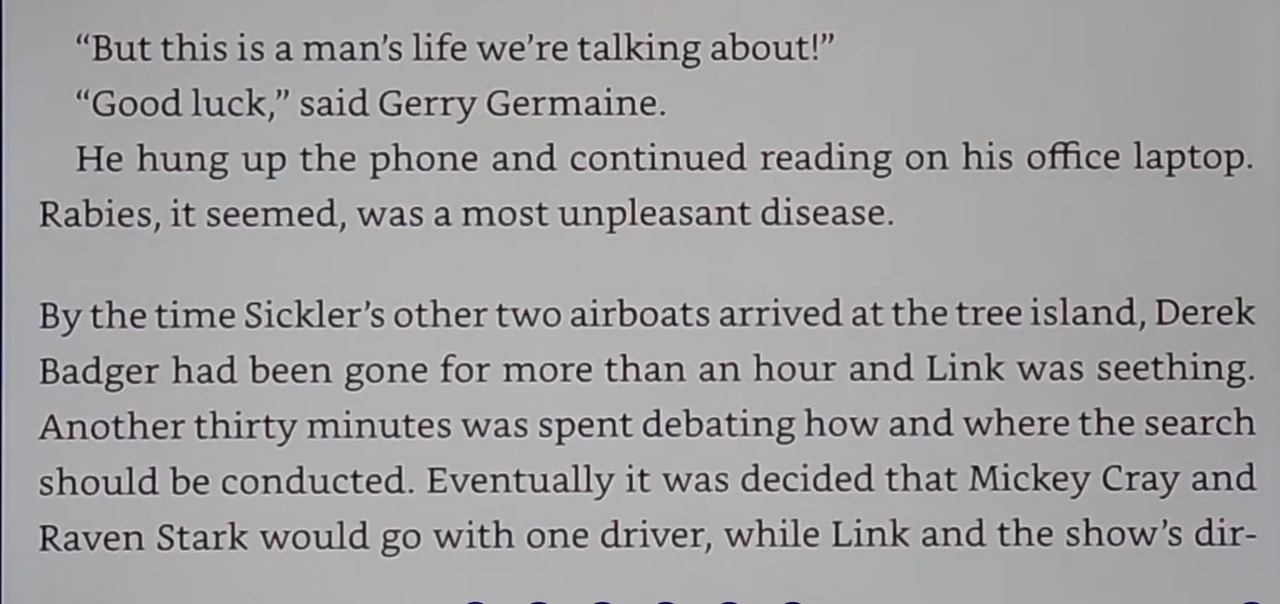 “But this is a man’s life we’re talking about!”
“Good luck,” said Gerry Germaine.
He hung up the phone and continued reading on his office laptop.
Rabies, it seemed, was a most unpleasant disease.
By the time Sickler’s other two airboats arrived at the tree island, Derek
Badger had been gone for more than an hour and Link was seething.
Another thirty minutes was spent debating how and where the search
should be conducted. Eventually it was decided that Mickey Cray and
Raven Stark would go with one driver, while Link and the show’s dir-